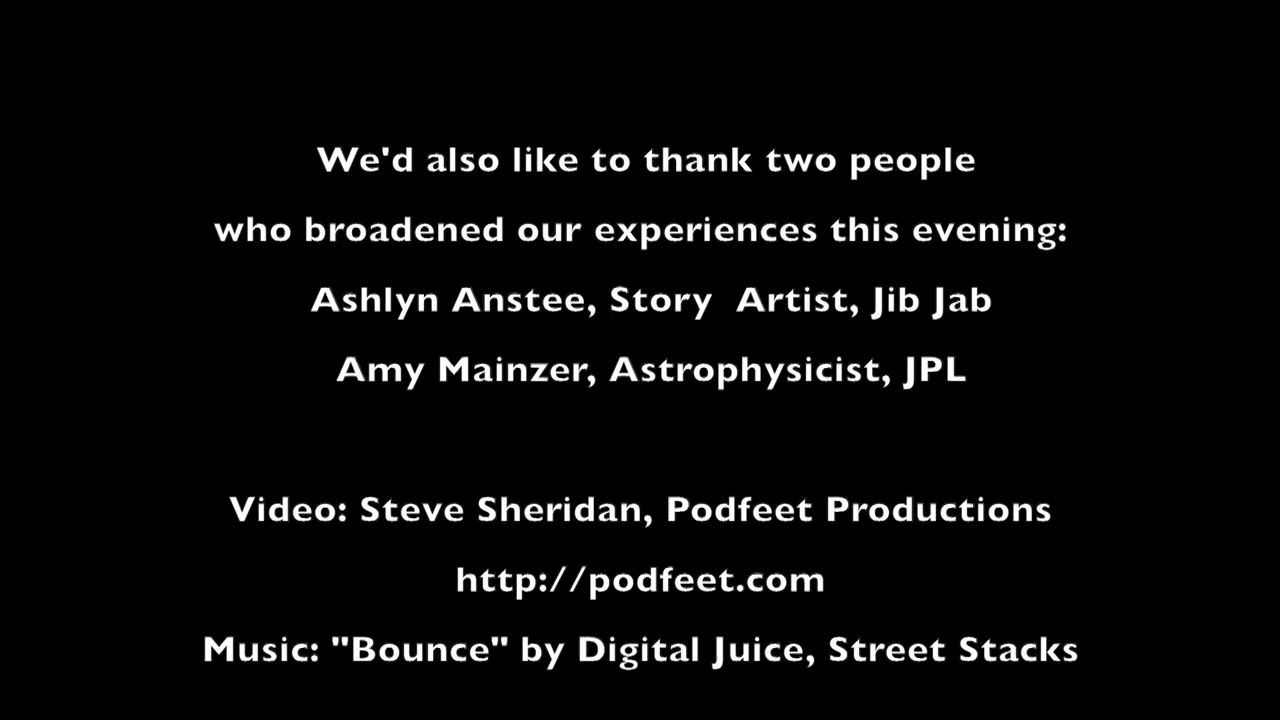 We'd also like to thank two people
who broadened our experiences this evening:
Ashlyn Anstee, Story  Artist, Jib Jab
Amy Mainzer, Astrophysicist, JPL
Video: Steve Sheridan, Podfeet Productions
http://podfeet.com
Music: "Bounce" by Digital Juice, Street Stacks